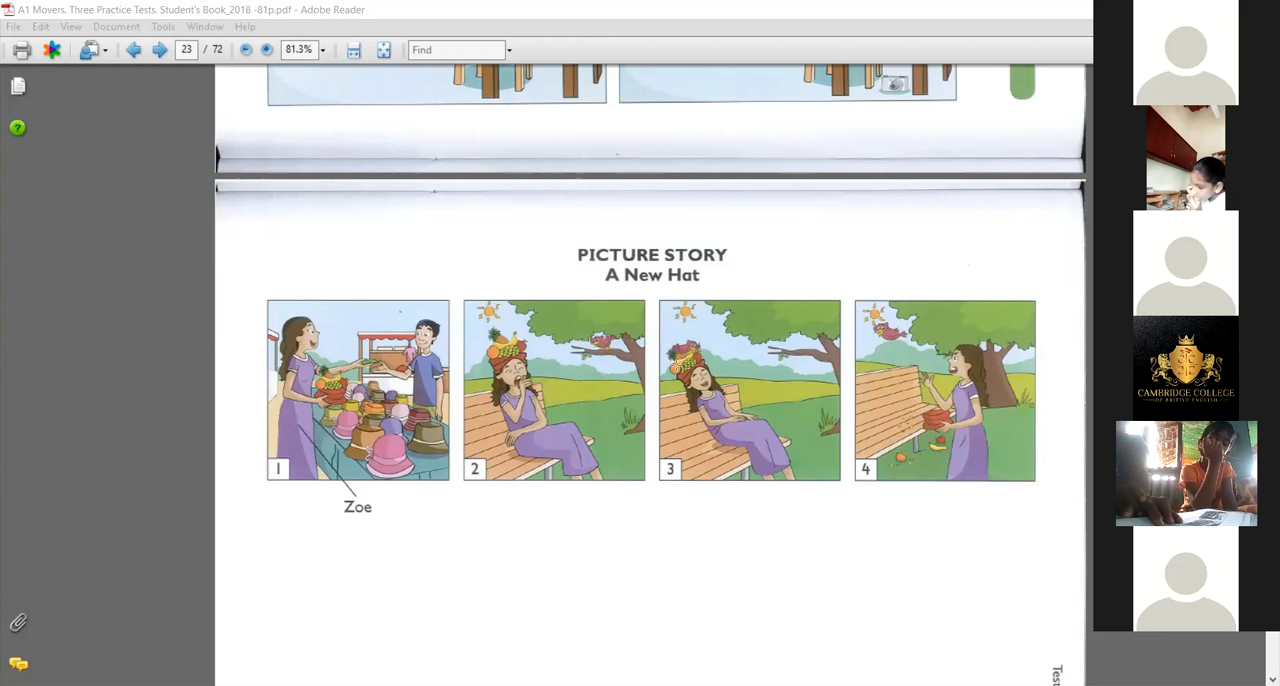 A1 Movers. Three Practice Tests. Student's Book_2018 -81p.pdf - Adobe Reader
File Edit View Document Tools Window Help
23 / 72 81.3% Find
PICTURE STORY
A New Hat
1 2 3 4
Zoe
Test
CAMBRIDGE COLLEGE
OF BRITISH ENGLISH